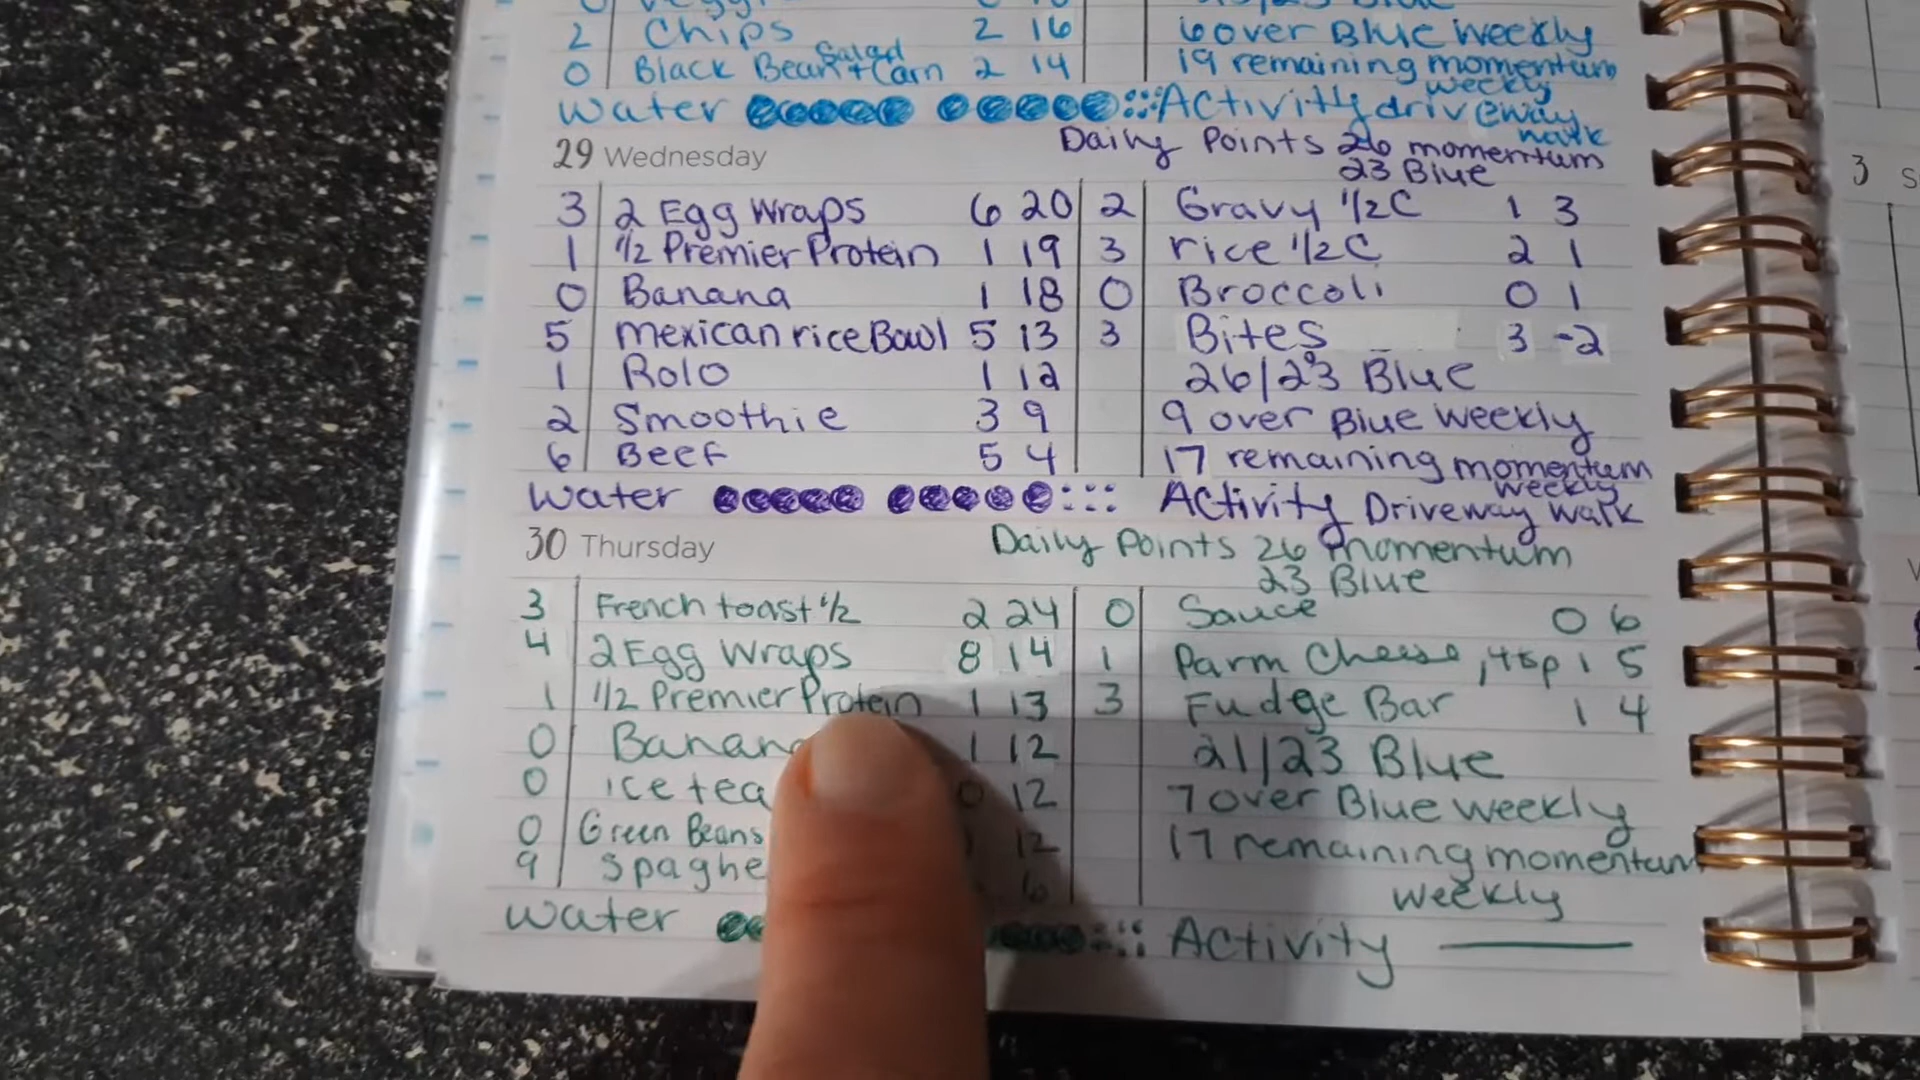 2 Chips 2 16 6 over Blue weekly
Salad
0 Black Bean + Corn 2 14 19 remaining momentum
weekly
Water Activity driveway
walk
29 Wednesday Daily Points 26 momentum
23 Blue
3 2 Egg Wraps 6 20 2 Gravy 1/2 C 1 3
1 1/2 Premier Protein 1 19 3 rice 1/2 C 2 1
0 Banana 1 18 0 Broccoli 0 1
5 mexican rice Bowl 5 13 3 Bites 3 -2
1 Rolo 1 12 26/23 Blue
2 Smoothie 3 9 9 over Blue weekly
6 Beef 5 4 17 remaining momentum
weekly
Water Activity Driveway walk
30 Thursday Daily Points 26 momentum
23 Blue
3 French toast 1/2 2 24 0 Sauce 0 6
4 2 Egg Wraps 8 14 1 Parm Cheese, 4tsp 1 5
1 1/2 Premier Protein 1 13 3 Fudge Bar 1 4
0 1 12 21/23 Blue
0 ice tea 0 12 7 over Blue weekly
0 Green Beans 12 17 remaining momentum
9 6 weekly
Water Activity
3